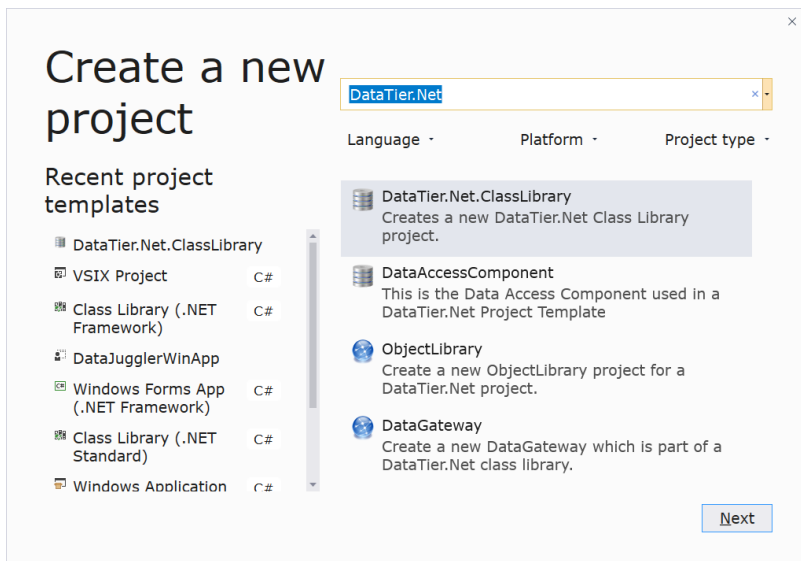 Create a new
project
DataTier.Net
Language
Platform
Project type
Recent project
templates
DataTier.Net.ClassLibrary
VSIX Project
C#
Class Library (.NET
Framework)
C#
DataJugglerWinApp
Windows Forms App
(.NET Framework)
C#
Class Library (.NET
Standard)
C#
Windows Application
C#
DataTier.Net.ClassLibrary
Creates a new DataTier.Net Class Library
project.
DataAccessComponent
This is the Data Access Component used in a
DataTier.Net Project Template
ObjectLibrary
Create a new ObjectLibrary project for a
DataTier.Net project.
DataGateway
Create a new DataGateway which is part of a
DataTier.Net class library.
Next